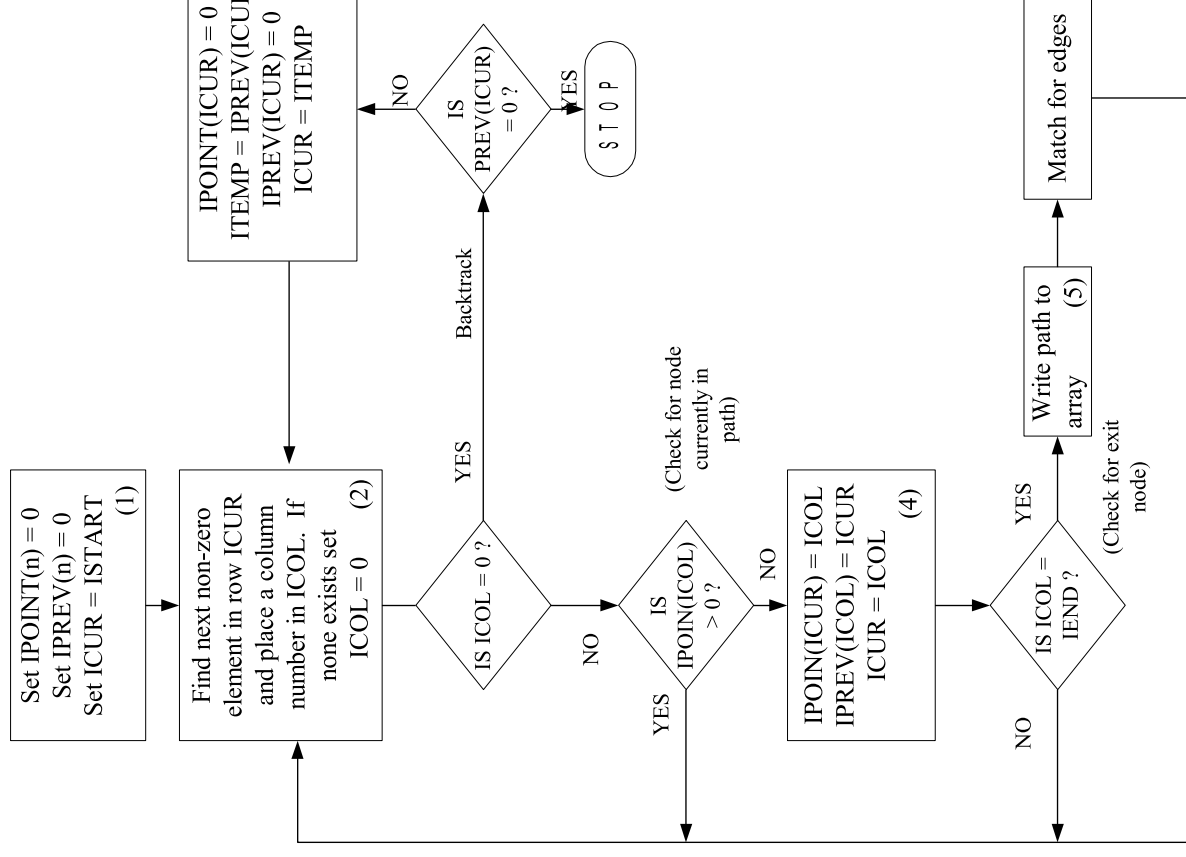 Set IPOINT(n) = 0
Set IPREV(n) = 0
Set ICUR = ISTART
(1)
Find next non-zero
element in row ICUR
and place a column
number in ICOL. If
none exists set
(2)
ICOL = 0
IS ICOL = 0 ?
YES
Backtrack
IS
PREV(ICUR)
= 0 ?
NO
YES
STOP
IPOINT(ICUR) = 0
ITEMP = IPREV(ICUR
IPREV(ICUR) = 0
ICUR = ITEMP
NO
IS
IPOIN(ICOL)
> 0 ?
(Check for node
currently in
path)
YES
NO
IPOIN(ICUR) = ICOL
IPREV(ICOL) = ICUR
ICUR = ICOL
(4)
IS ICOL =
IEND ?
NO
YES
(Check for exit
node)
Write path to
array (5)
Match for edges